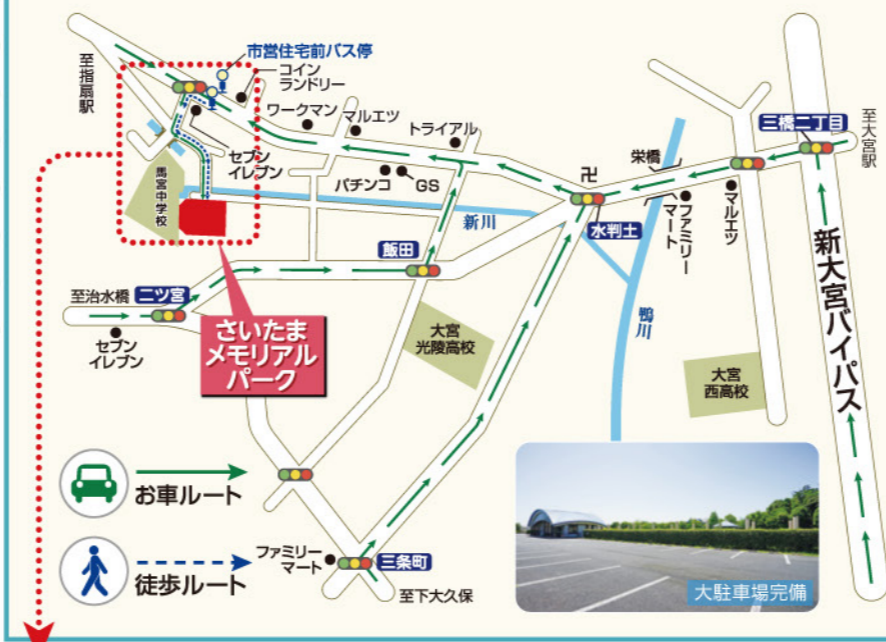 市営住宅前バス停
至指扇駅
コイン
ランドリー
ワークマン
マルエツ
トライアル
セブン
イレブン
パチンコ
GS
馬宮中学校
新川
卍
栄橋
三橋二丁目
至大宮駅
水判土
ファミリー
マート
マルエツ
新大宮バイパス
飯田
至治水橋
二ツ宮
セブン
イレブン
さいたま
メモリアル
パーク
大宮
光陵高校
鴨川
大宮
西高校
お車ルート
徒歩ルート
ファミリー
マート
三条町
至下大久保
大駐車場完備